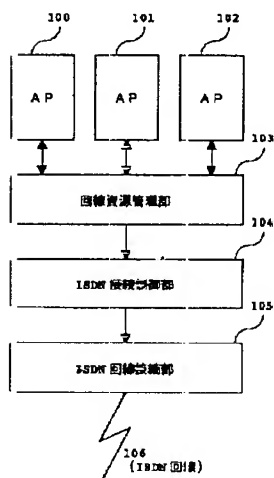 100
101
102
AP
AP
AP
103
回線資源管理部
104
ISDN接続制御部
105
ISDN回線接続部
106
(ISDN回線)